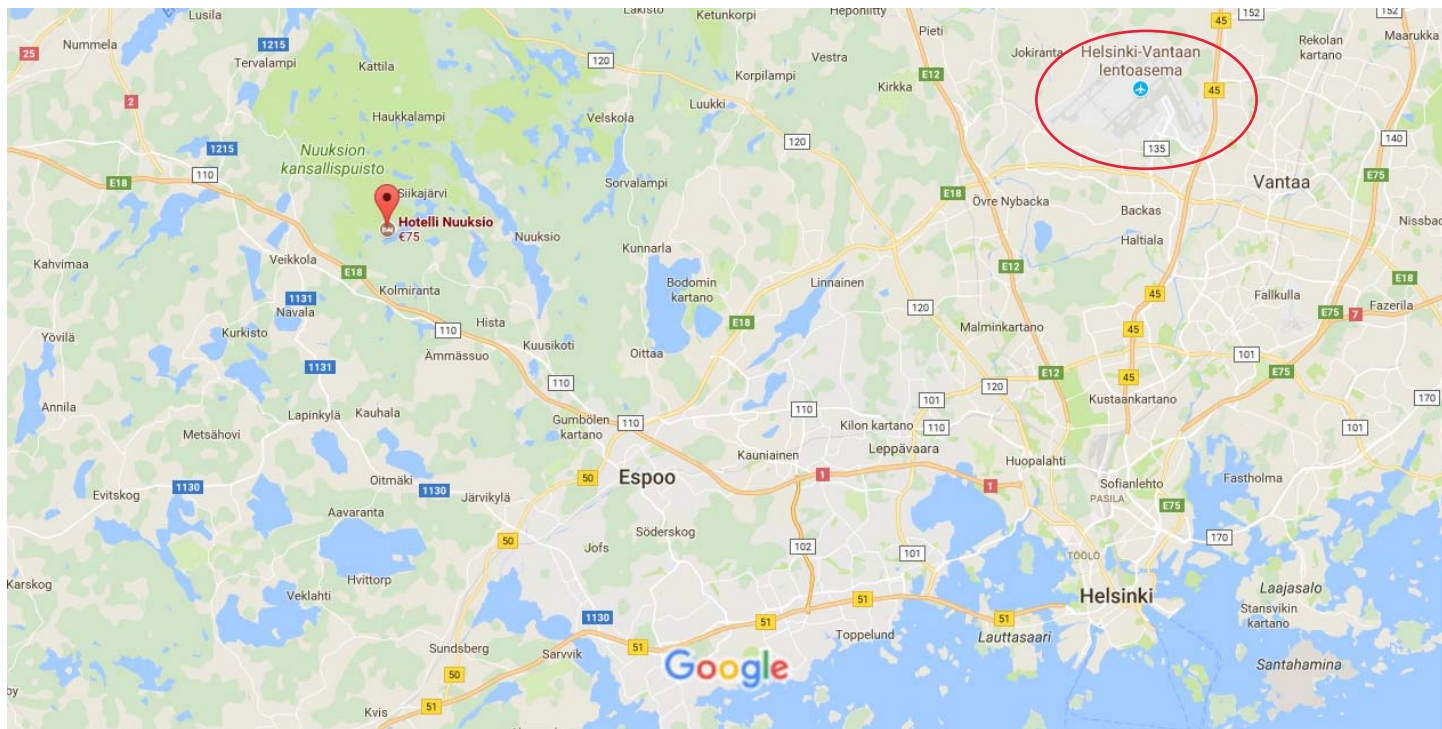 Lusila
Lakisto
Ketunkorpi
Heponiitty
Pieti
152
152
25
Nummela
1215
Tervalampi
Kattila
120
Vestra
Korpilampi
E12
Jokiranta
Helsinki-Vantaan
lentoasema
Rekolan
kartano
Maarukka
2
Haukkalampi
Luukki
Velskola
Kirkka
45
1215
Nuuksion
kansallispuisto
120
135
140
E18
110
Siikajärvi
Sorvalampi
E18
Övre Nybacka
Vantaa
E75
Hotelli Nuuksio
€75
Nuuksio
Kunnarla
Backas
Haltiala
Kahvimaa
Veikkola
E18
Bodomin
kartano
Linnainen
E12
E18
Kolmiranta
1131
Navala
45
Fallkulla
Fazerila
Yövilä
Kurkisto
110
Hista
E18
120
Malminkartano
45
E75
7
Ämmässuo
Kuusikoti
Oittaa
101
1131
E12
E75
Annila
110
120
45
Lapinkylä
Kauhala
Gumbölen
kartano
110
110
101
Kustaankartano
170
Metsähovi
Kilon kartano
110
101
Kauniainen
Leppävaara
Huopalahti
Espoo
50
1
1
Sofianlehto
Fastholma
Evitskog
1130
Oitmäki
1130
Järvikylä
PASILA
E75
Aavaranta
Söderskog
50
Jofs
102
101
170
TÖÖLÖ
Karskog
Hvittorp
Veklahti
Helsinki
Laajasalo
51
Stansvikin
kartano
1130
51
51
Toppelund
Lauttasaari
Sundsberg
Sarvvik
51
Google
50
Santahamina
Kvis
51